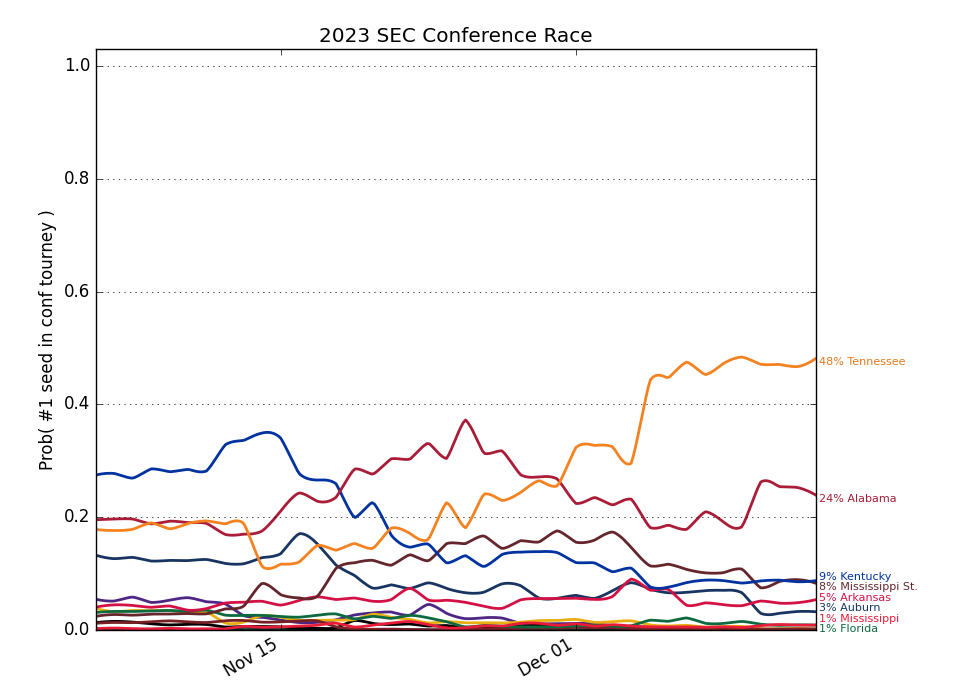 2023 SEC Conference Race
Prob( #1 seed in conf tourney )
1.0
0.8
0.6
0.4
0.2
0.0
Nov 15
Dec 01
48% Tennessee
24% Alabama
9% Kentucky
8% Mississippi St.
5% Arkansas
3% Auburn
1% Mississippi
1% Florida